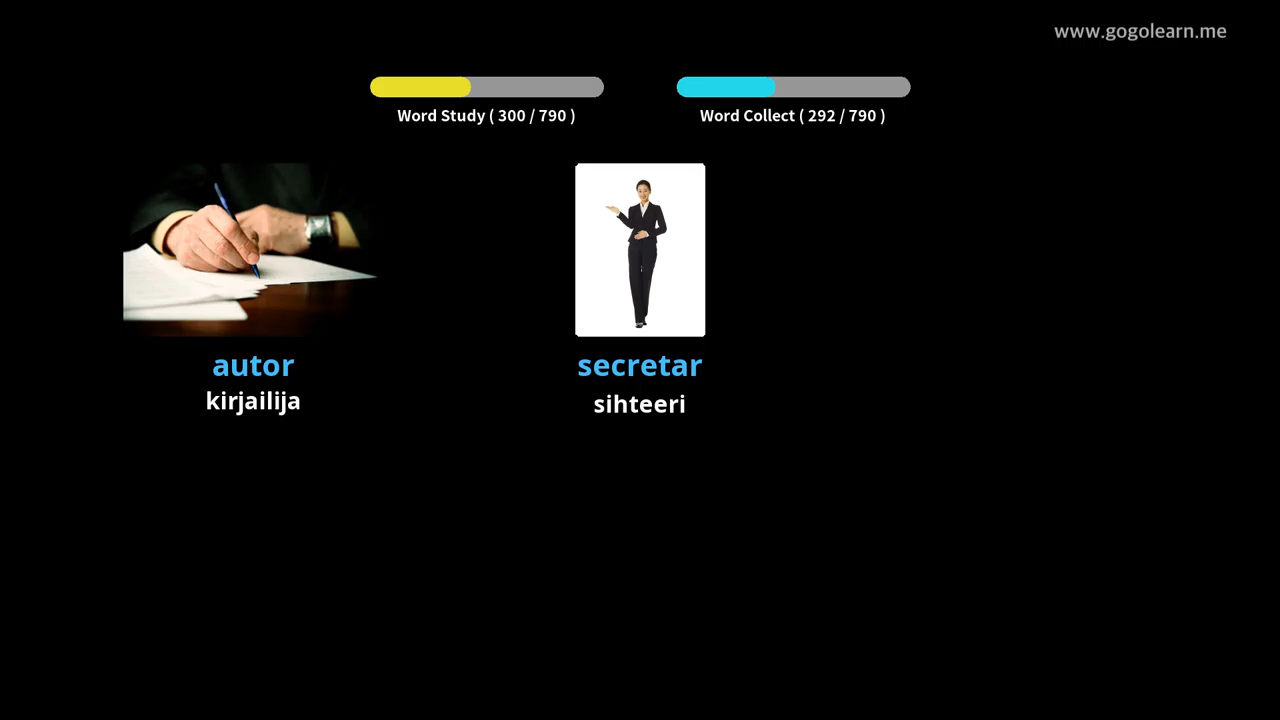 www.gogolearn.me
Word Study ( 300 / 790 )
Word Collect ( 292 / 790 )
autor
kirjailija
secretar
sihteeri